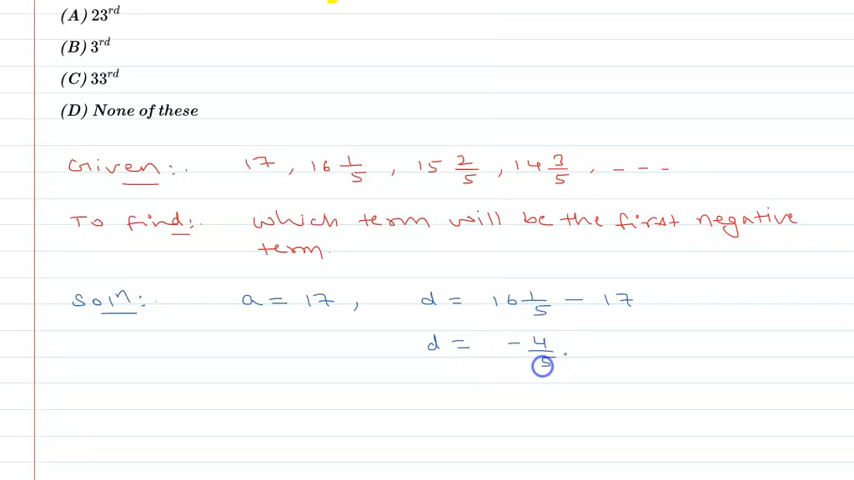 (A) 23rd
(B) 3rd
(C) 33rd
(D) None of these
Given:. 17 , 16 1/5 , 15 2/5 , 14 3/5 , - - -
To find:. which term will be the first negative
term.
Soln:. a = 17 , d = 16 1/5 - 17
d = - 4/5 .